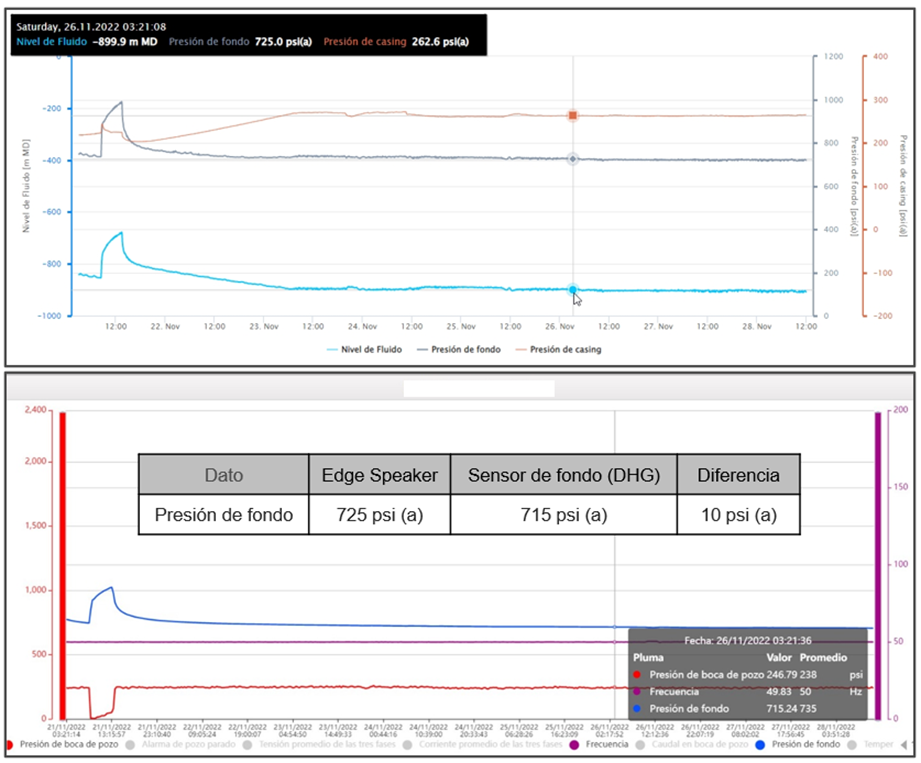 Saturday, 26.11.2022 03:21:08
Nivel de Fluido −899.9 m MD Presión de fondo 725.0 psi(a) Presión de casing 262.6 psi(a)
0 1200 400
−200 1000 300
800 200
−400
600 100
−600 400 0
−800 200 −100
−1000 0 −200
Nivel de Fluido [m MD]
Presión de fondo [psi(a)]
Presión de casing [psi(a)]
12:00 22. Nov 12:00 23. Nov 12:00 24. Nov 12:00 25. Nov 12:00 26. Nov 12:00 27. Nov 12:00 28. Nov 12:00
Nivel de Fluido Presión de fondo Presión de casing
2,400 200
2,000
150
1,500
1,000 100
500 50
0 0
Dato Edge Speaker Sensor de fondo (DHG) Diferencia
Presión de fondo 725 psi (a) 715 psi (a) 10 psi (a)
Fecha: 26/11/2022 03:21:36
Pluma Valor Promedio
Presión de boca de pozo 246.79 238 psi
Frecuencia 49.83 50 Hz
Presión de fondo 715.24 735
21/11/2022 21/11/2022 21/11/2022 22/11/2022 22/11/2022 23/11/2022 23/11/2022 24/11/2022 24/11/2022 24/11/2022 25/11/2022 25/11/2022 26/11/2022 26/11/2022 26/11/2022 27/11/2022 27/11/2022 28/11/2022
03:21:14 13:15:57 23:10:40 09:05:24 19:00:07 04:54:50 14:49:33 00:44:16 10:39:00 20:33:43 06:28:26 16:23:09 02:17:52 12:12:36 22:07:19 08:02:02 17:56:45 03:51:28
Presión de boca de pozo Alarma de pozo parado Tensión promedio de las tres fases Corriente promedio de las tres fases Frecuencia Caudal en boca de pozo Presión de fondo Temper